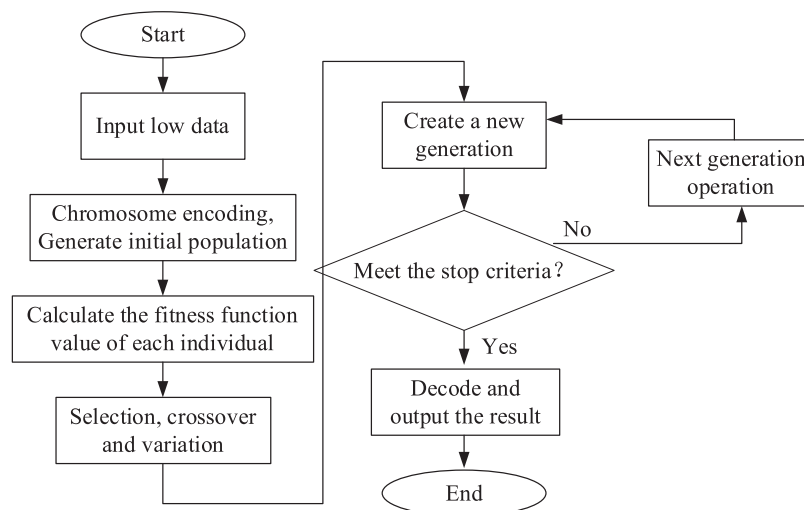 Start
Input low data
Chromosome encoding,
Generate initial population
Calculate the fitness function
value of each individual
Selection, crossover
and variation
Create a new
generation
Next generation
operation
No
Meet the stop criteria？
Yes
Decode and
output the result
End